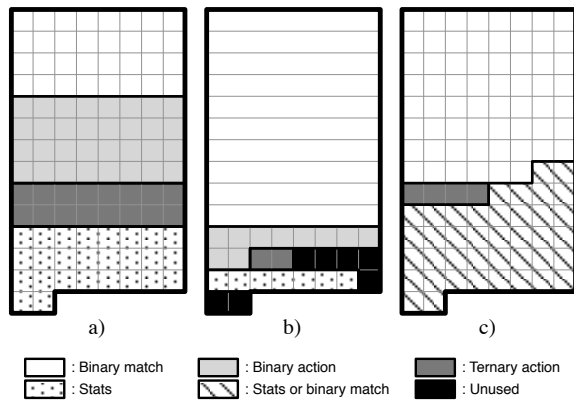 a) b) c)
: Binary match : Binary action : Ternary action
: Stats : Stats or binary match : Unused